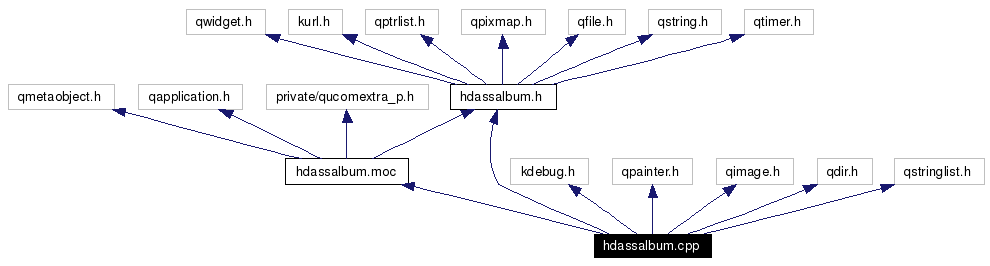 qwidget.h
kurl.h
qptrlist.h
qpixmap.h
qfile.h
qstring.h
qtimer.h
qmetaobject.h
qapplication.h
private/qucomextra_p.h
hdassalbum.h
hdassalbum.moc
kdebug.h
qpainter.h
qimage.h
qdir.h
qstringlist.h
hdassalbum.cpp